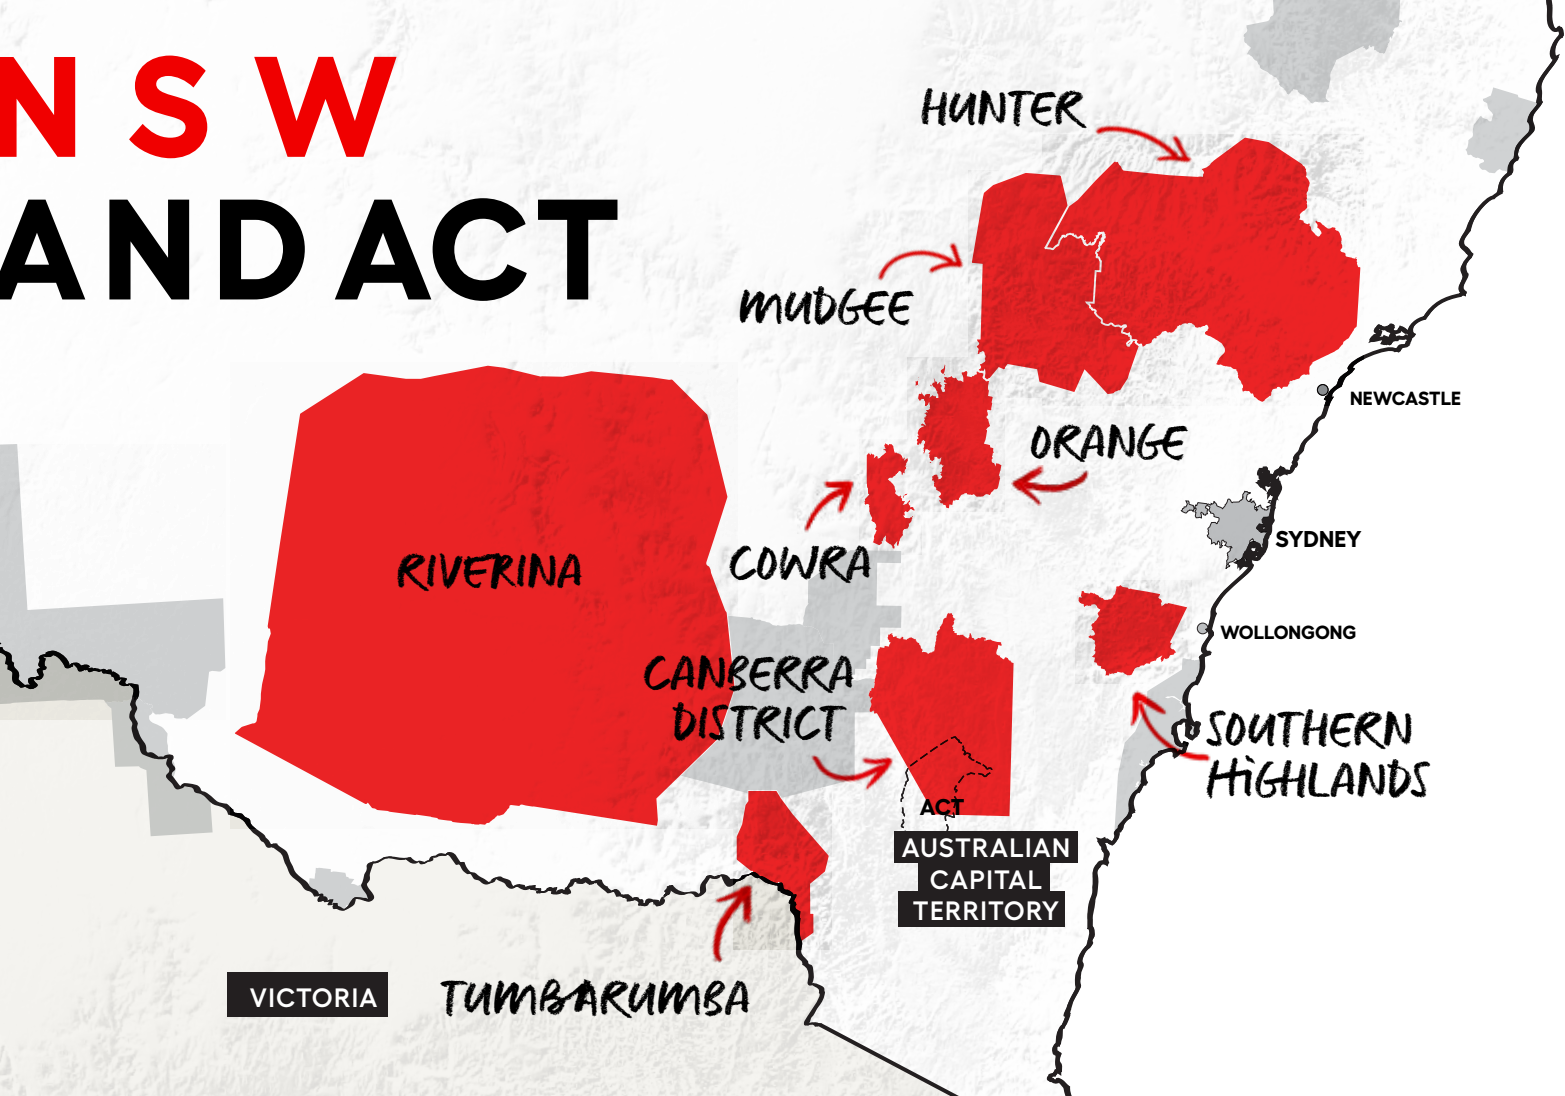 NSW
AND ACT
HUNTER
MUDGEE
NEWCASTLE
ORANGE
SYDNEY
COWRA
RIVERINA
WOLLONGONG
CANBERRA
DISTRICT
SOUTHERN
HIGHLANDS
ACT
AUSTRALIAN
CAPITAL
TERRITORY
VICTORIA
TUMBARUMBA